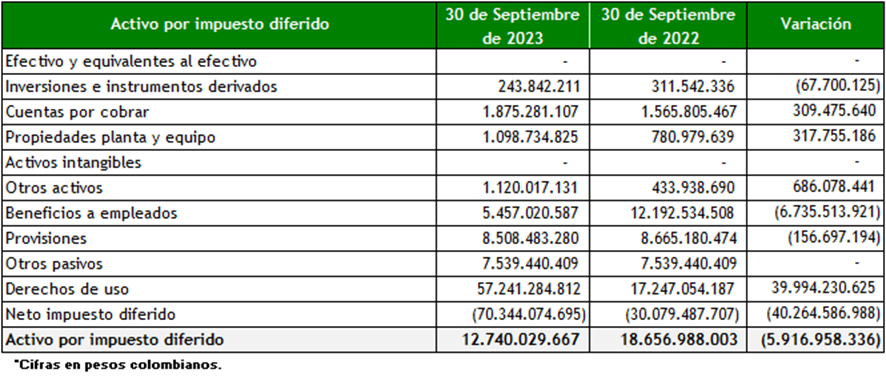 Activo por impuesto diferido 30 de Septiembre de 2023 30 de Septiembre de 2022 Variación
Efectivo y equivalentes al efectivo - - -
Inversiones e instrumentos derivados 243.842.211 311.542.336 (67.700.125)
Cuentas por cobrar 1.875.281.107 1.565.805.467 309.475.640
Propiedades planta y equipo 1.098.734.825 780.979.639 317.755.186
Activos intangibles - - -
Otros activos 1.120.017.131 433.938.690 686.078.441
Beneficios a empleados 5.457.020.587 12.192.534.508 (6.735.513.921)
Provisiones 8.508.483.280 8.665.180.474 (156.697.194)
Otros pasivos 7.539.440.409 7.539.440.409 -
Derechos de uso 57.241.284.812 17.247.054.187 39.994.230.625
Neto impuesto diferido (70.344.074.695) (30.079.487.707) (40.264.586.988)
Activo por impuesto diferido 12.740.029.667 18.656.988.003 (5.916.958.336)
*Cifras en pesos colombianos.